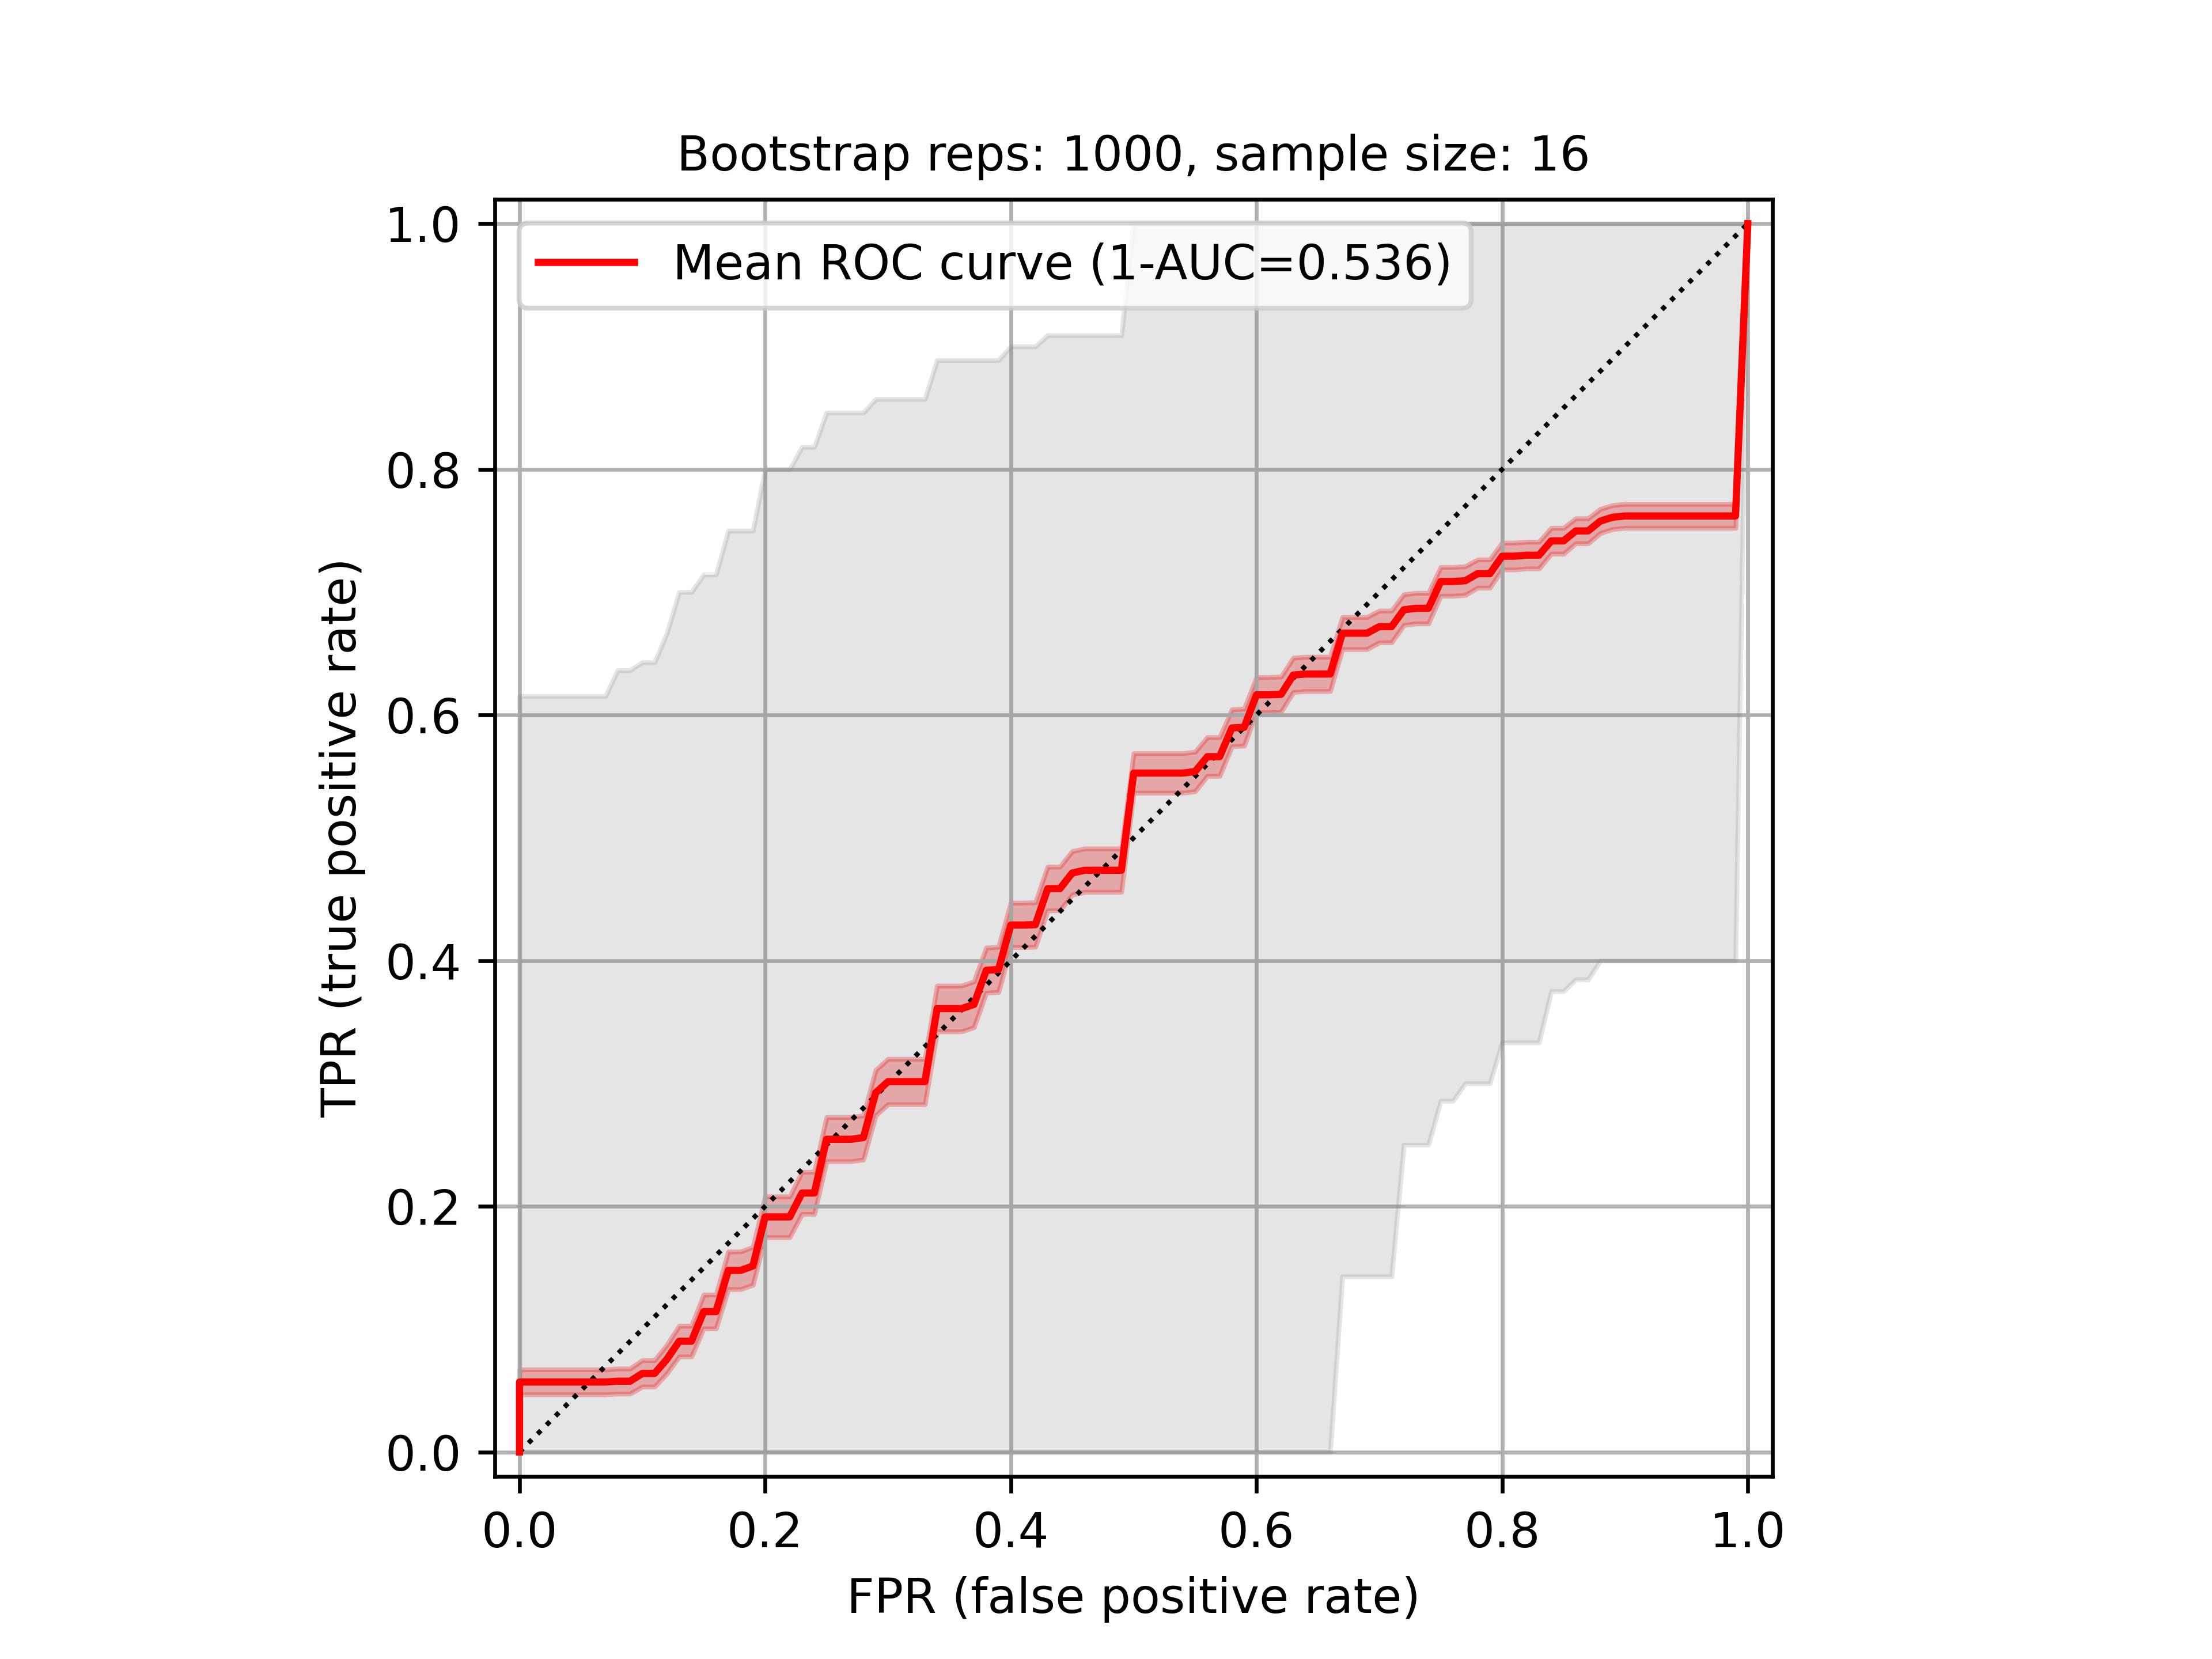 Bootstrap reps: 1000, sample size: 16
Mean ROC curve (1-AUC=0.536)
TPR (true positive rate)
1.0
0.8
0.6
0.4
0.2
0.0
0.0 0.2 0.4 0.6 0.8 1.0
FPR (false positive rate)